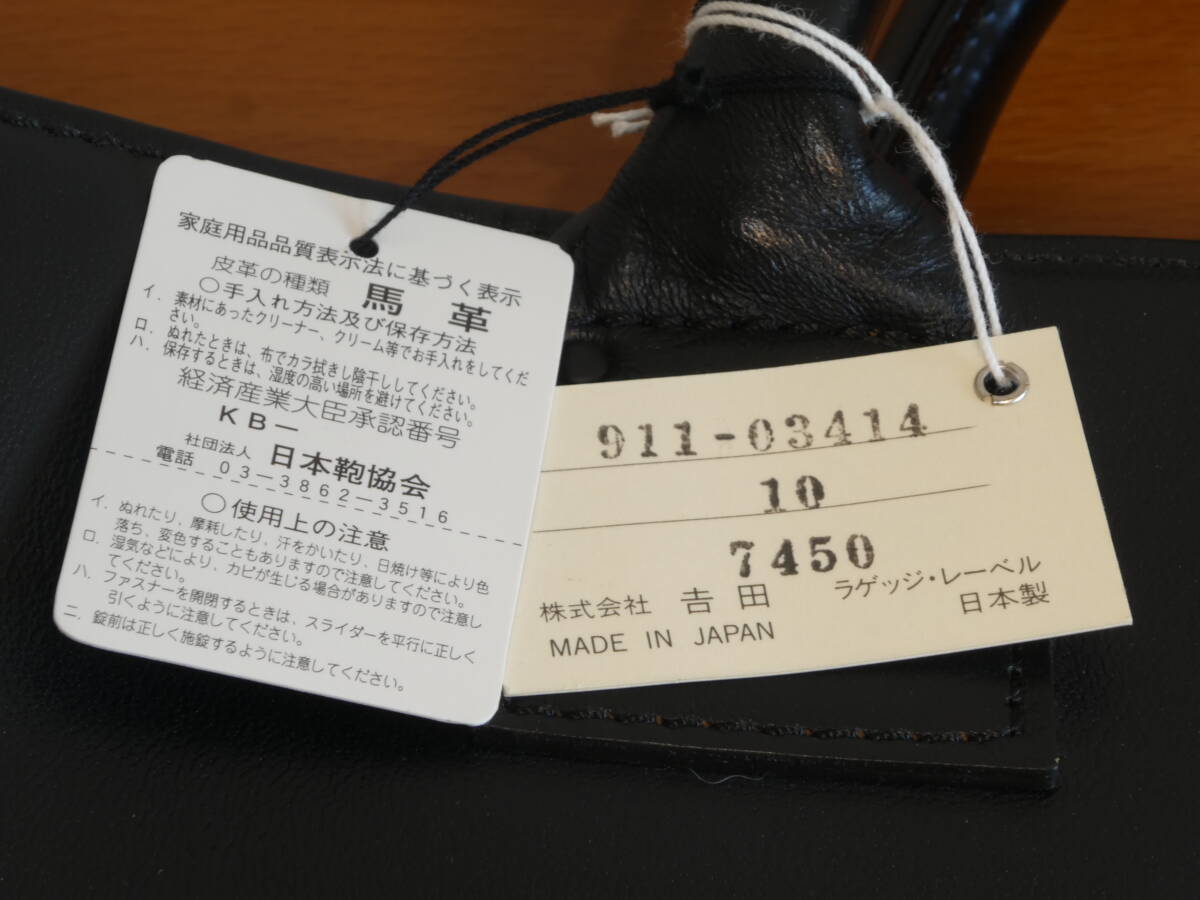 家庭用品品質表示法に基づく表示
皮革の種類 馬革
○手入れ方法及び保存方法
イ．素材にあったクリーナー、クリーム等でお手入れをしてくだ
さい。
ロ．ぬれたときは、布でカラ拭きし陰干ししてください。
ハ．保存するときは、湿度の高い場所を避けてください。
経済産業大臣承認番号
KB—
社団法人 日本鞄協会
電話 03—3862—3516
○使用上の注意
イ．ぬれたり、摩耗したり、汗をかいたり、日焼け等により色
落ち、変色することもありますので注意してください。
ロ．湿気などにより、カビが生じる場合がありますので注意し
てください。
ハ．ファスナーを開閉するときは、スライダーを平行に正しく
引くように注意してください。
ニ．錠前は正しく施錠するように注意してください。
911-03414
10
7450
株式会社 𠮷田 ラゲッジ・レーベル
MADE IN JAPAN 日本製